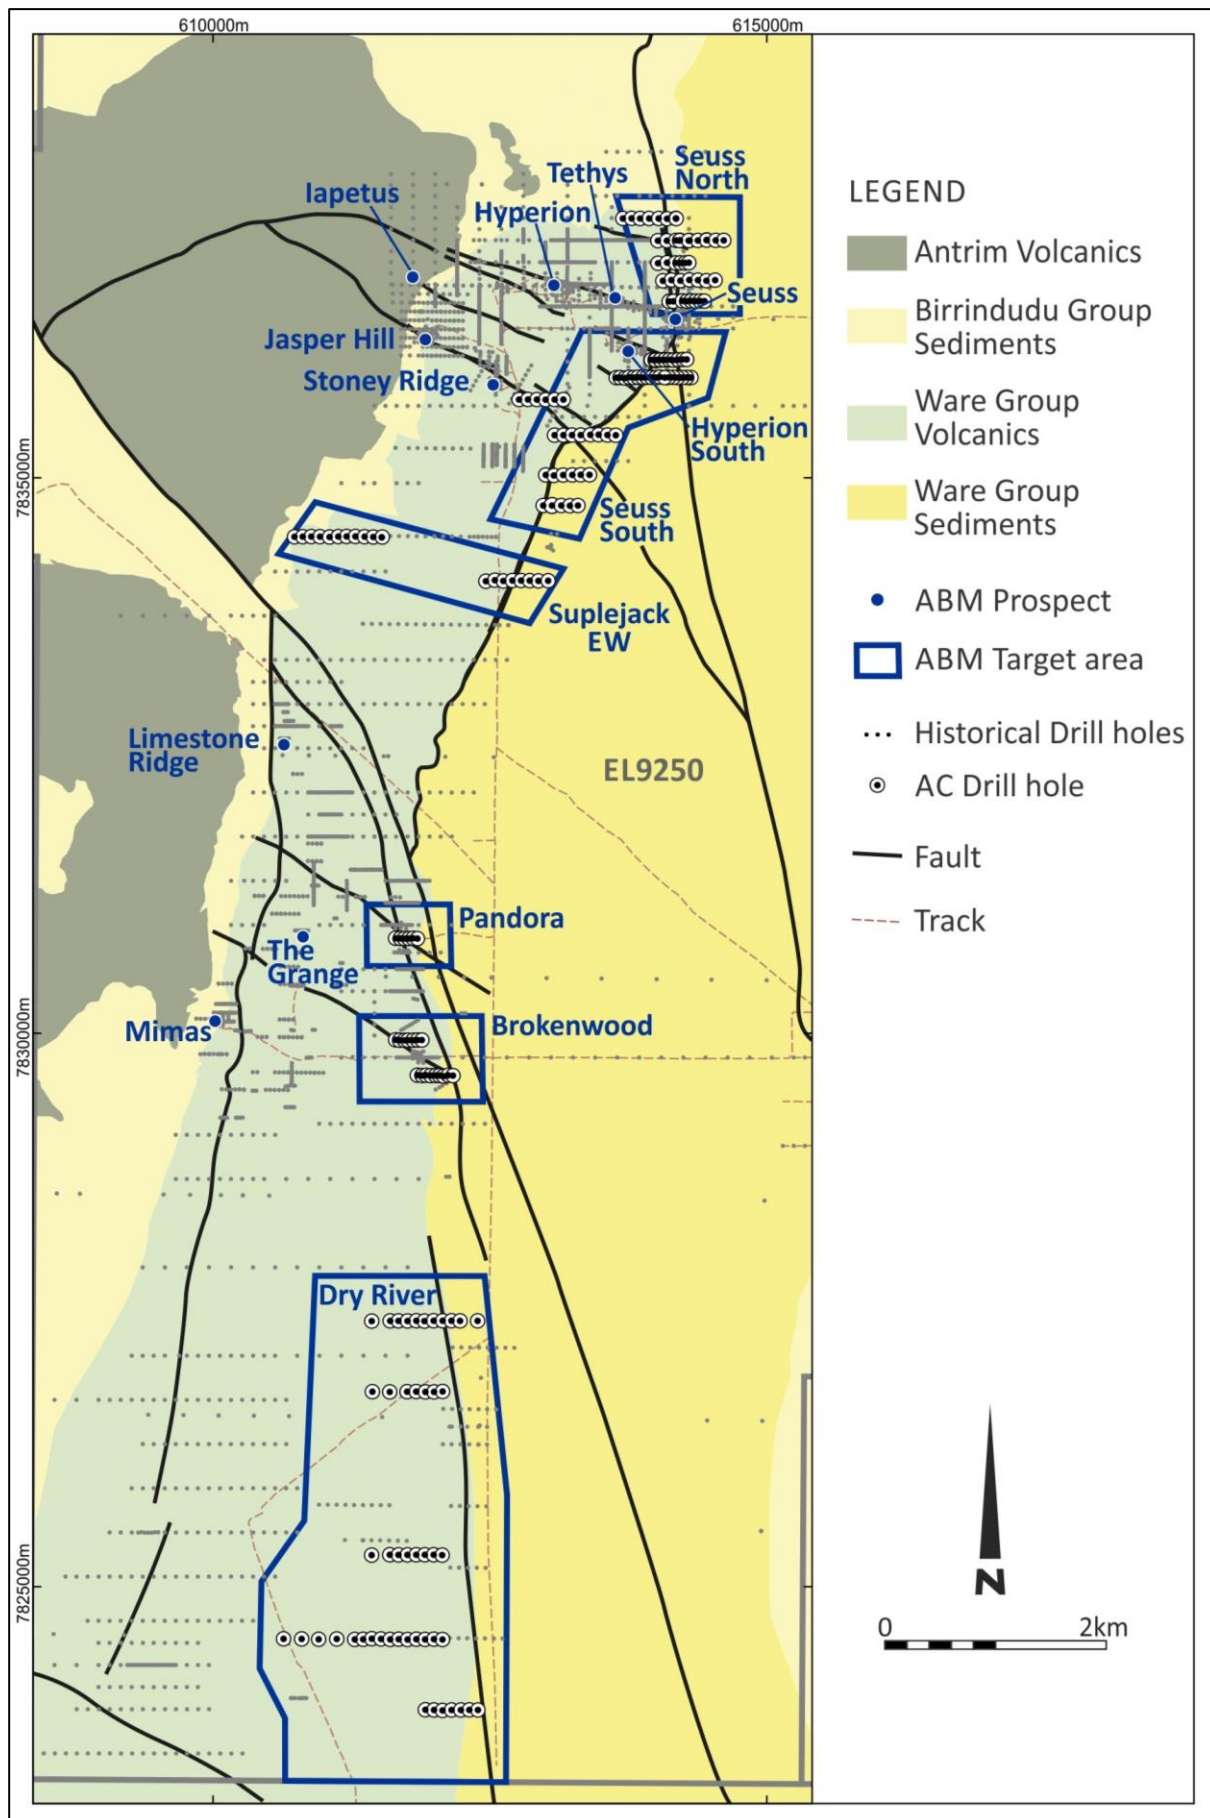 610000m
615000m
Seuss
North
Tethys
Iapetus
Hyperion
Seuss
Jasper Hill
Stoney Ridge
Hyperion
South
7835000m
Seuss
South
Suplejack
EW
Limestone
Ridge
EL9250
Pandora
The
Grange
Mimas
Brokenwood
7830000m
Dry River
7825000m
LEGEND
Antrim Volcanics
Birrindudu Group
Sediments
Ware Group
Volcanics
Ware Group
Sediments
ABM Prospect
ABM Target area
Historical Drill holes
AC Drill hole
Fault
Track
N
0
2km